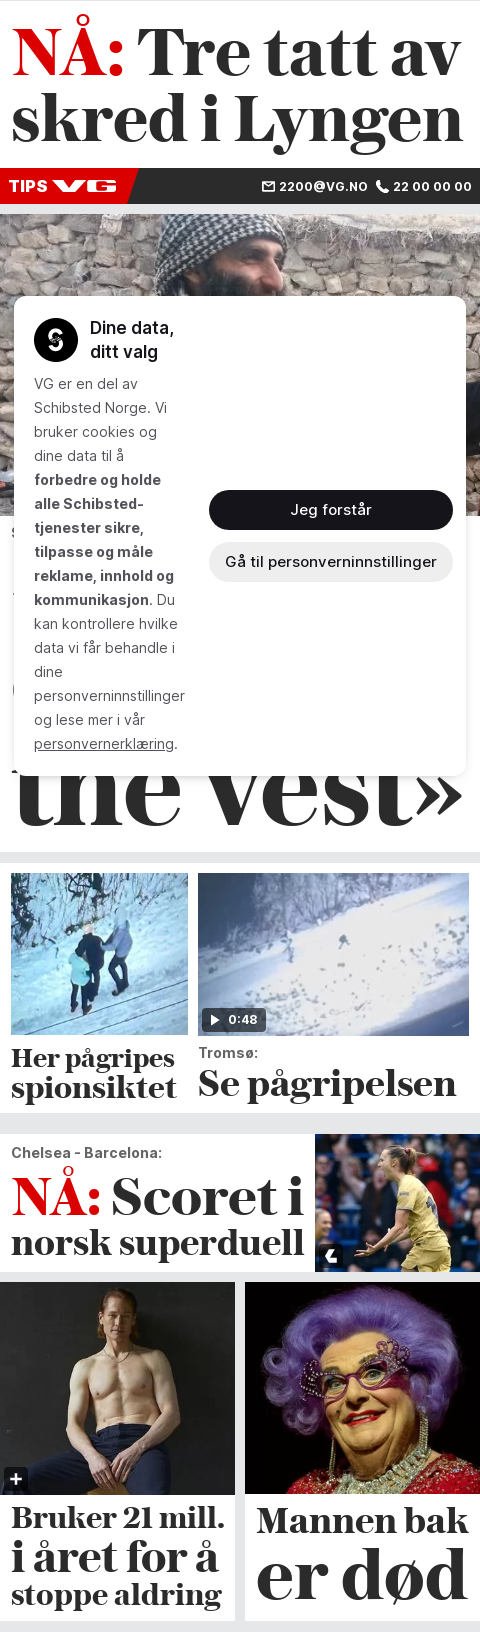 NÅ: Tre tatt av
skred i Lyngen
TIPS VG
2200@VG.NO 22 00 00 00
Dine data,
ditt valg
VG er en del av
Schibsted Norge. Vi
bruker cookies og
dine data til å
forbedre og holde
alle Schibsted-
tjenester sikre,
tilpasse og måle
reklame, innhold og
kommunikasjon. Du
kan kontrollere hvilke
data vi får behandle i
dine
personverninnstillinger
og lese mer i vår
personvernerklæring.
Jeg forstår
Gå til personverninnstillinger
the vest»
0:48
Her pågripes
spionsiktet
Tromsø:
Se pågripelsen
Chelsea - Barcelona:
NÅ: Scoret i
norsk superduell
Bruker 21 mill.
i året for å
stoppe aldring
Mannen bak
er død